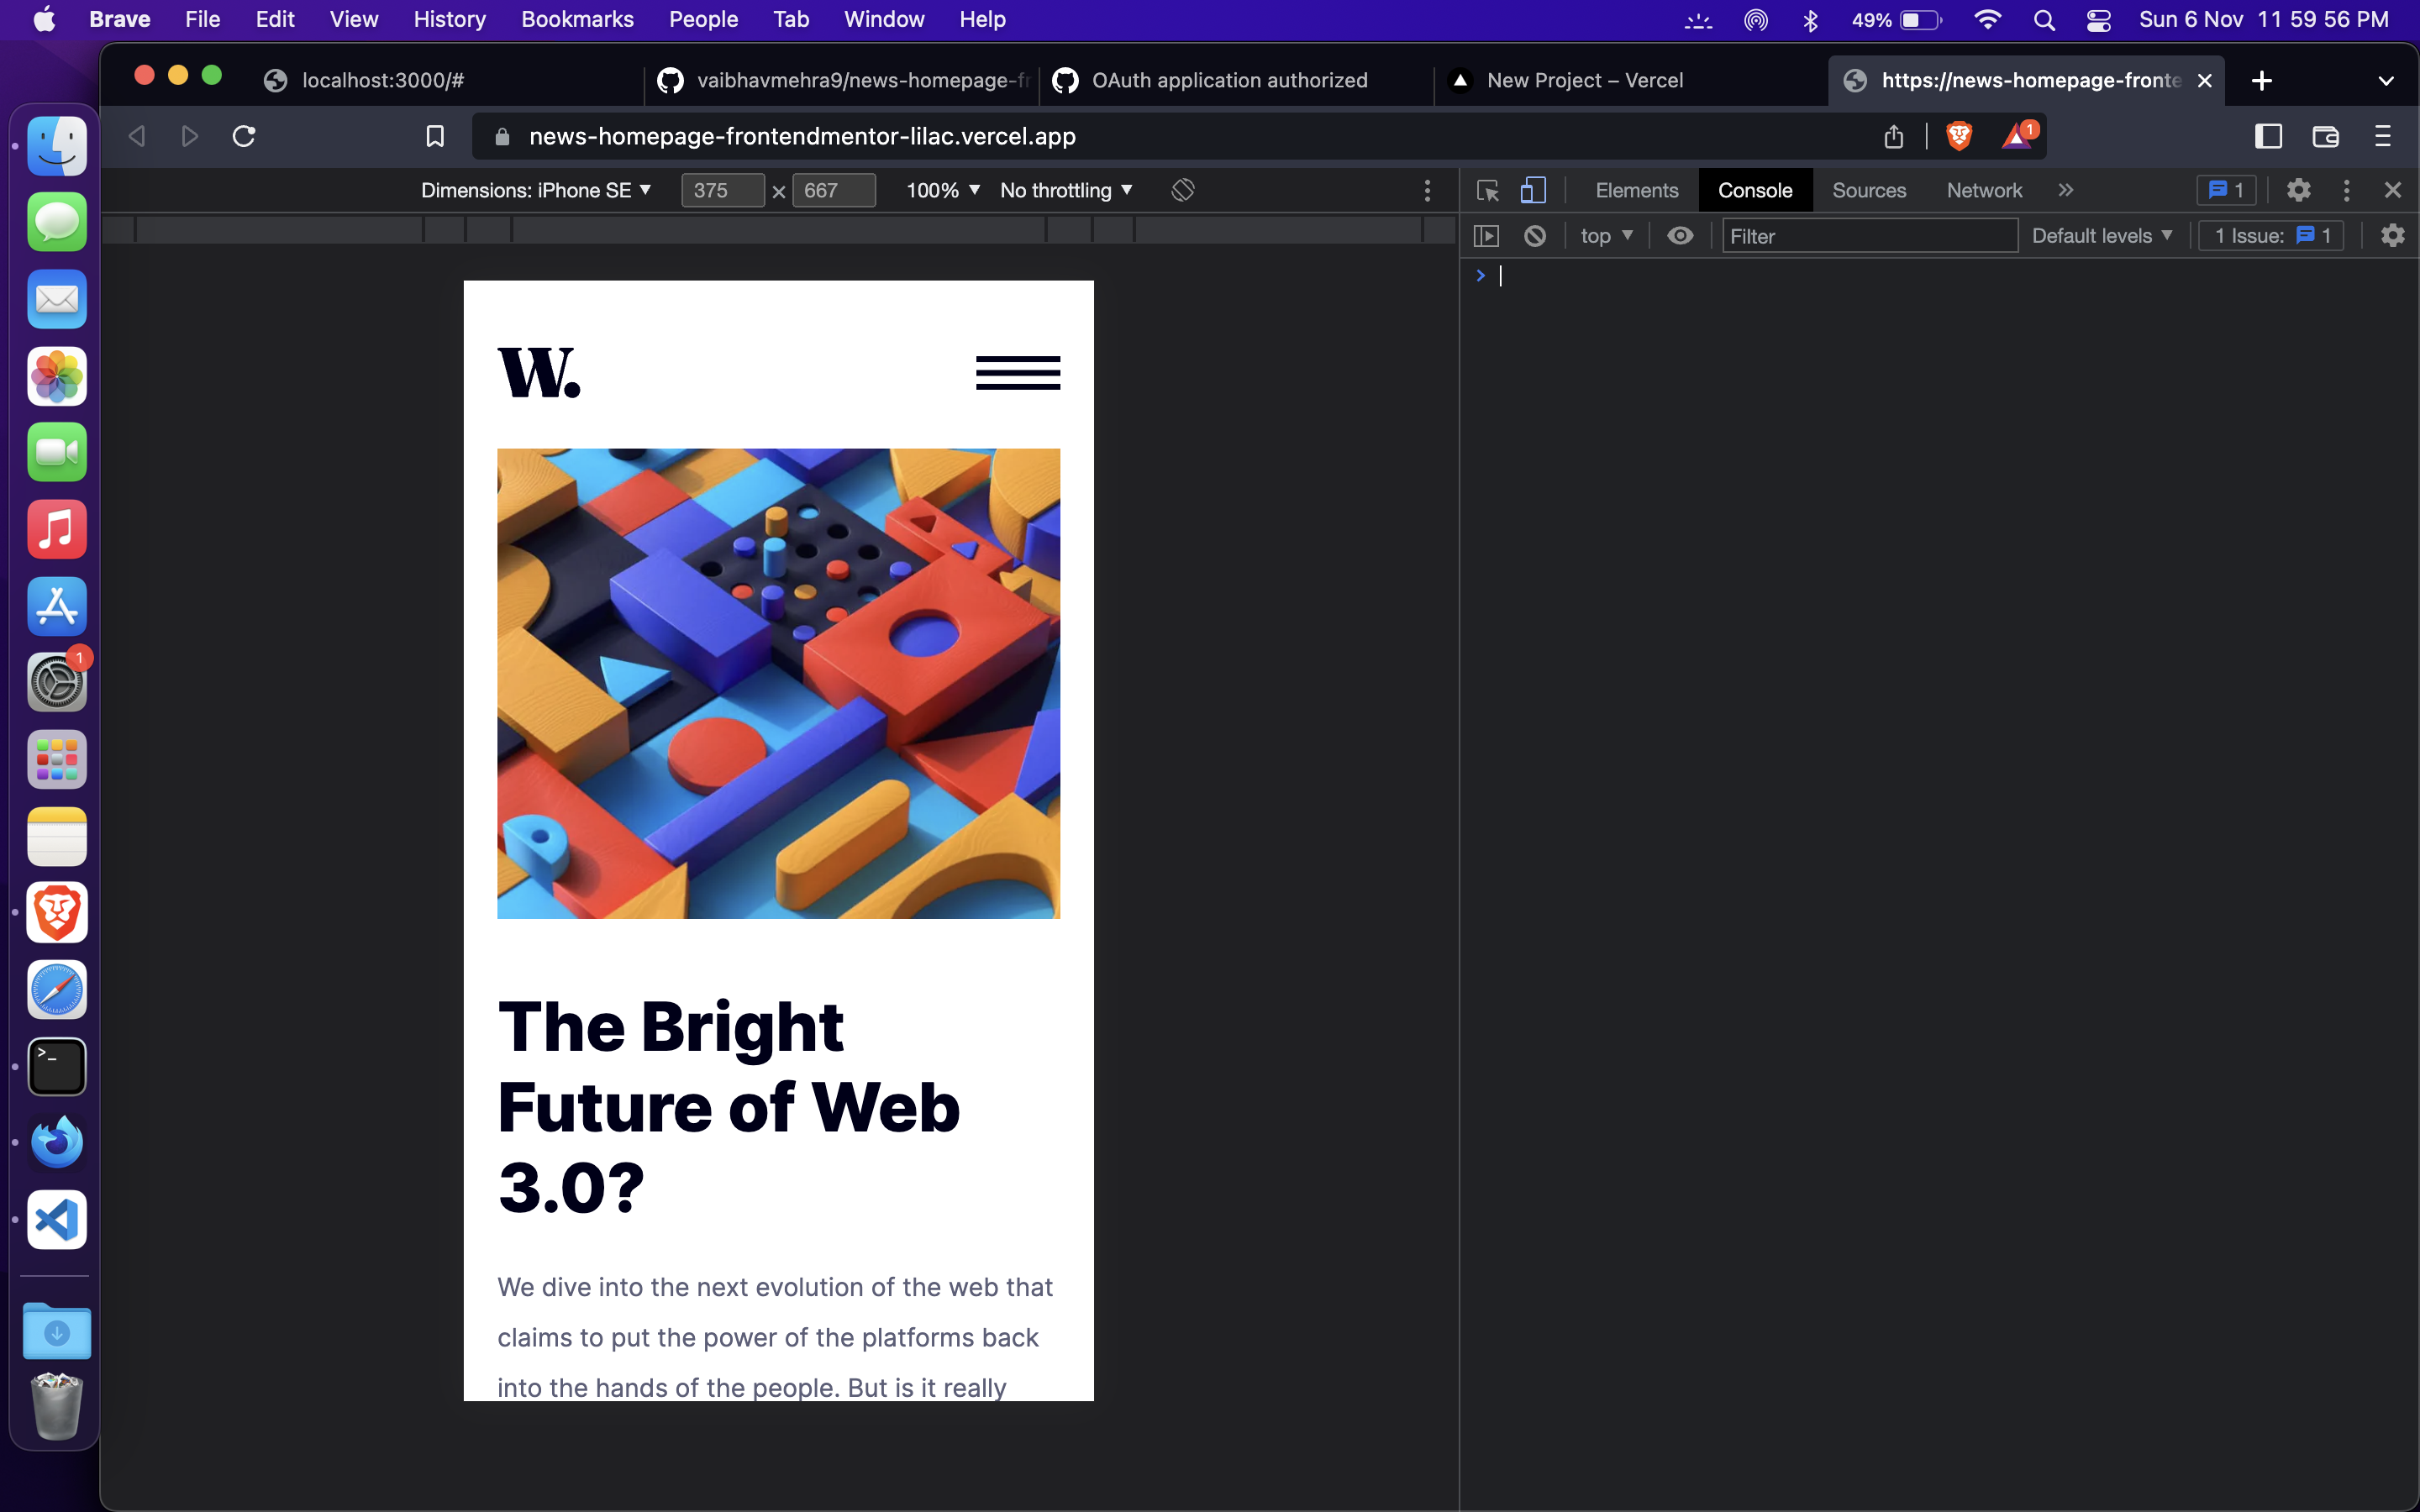 Brave File Edit View History Bookmarks People Tab Window Help 49% Sun 6 Nov 11 59 56 PM
localhost:3000/# vaibhavmehra9/news-homepage-fr OAuth application authorized New Project – Vercel https://news-homepage-fronte
news-homepage-frontendmentor-lilac.vercel.app 1
Dimensions: iPhone SE 375 × 667 100% No throttling Elements Console Sources Network 1
top Filter Default levels 1 Issue: 1
W.
1
The Bright
Future of Web
3.0?
We dive into the next evolution of the web that
claims to put the power of the platforms back
into the hands of the people. But is it really